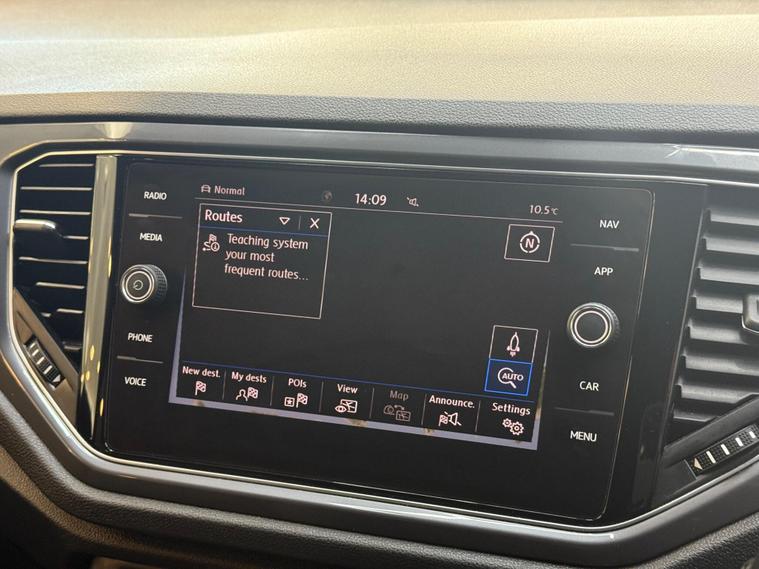 RADIO
MEDIA
PHONE
VOICE
Normal
14:09
10.5°C
Routes
X
Teaching system
your most
frequent routes...
N
AUTO
New dest.
My dests
POIs
View
Map
Announce.
Settings
NAV
APP
CAR
MENU